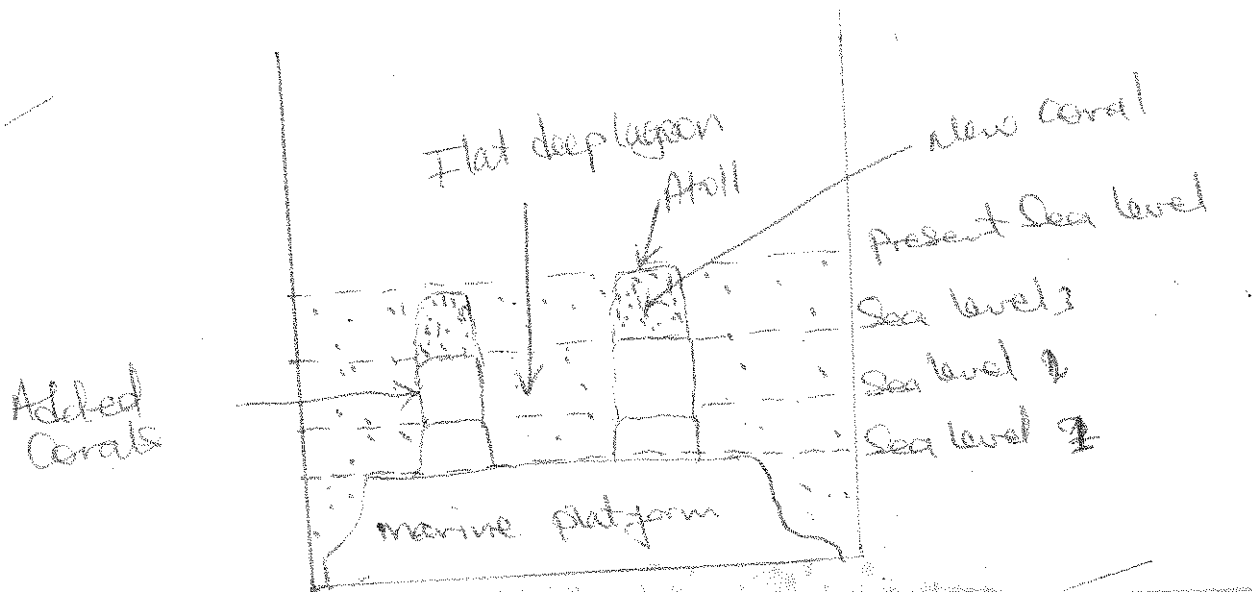 Flat deep lagoon
Atoll
New coral
Present Sea level
Sea level 3
Sea level 2
Sea level 1
Added
Corals
marine platform